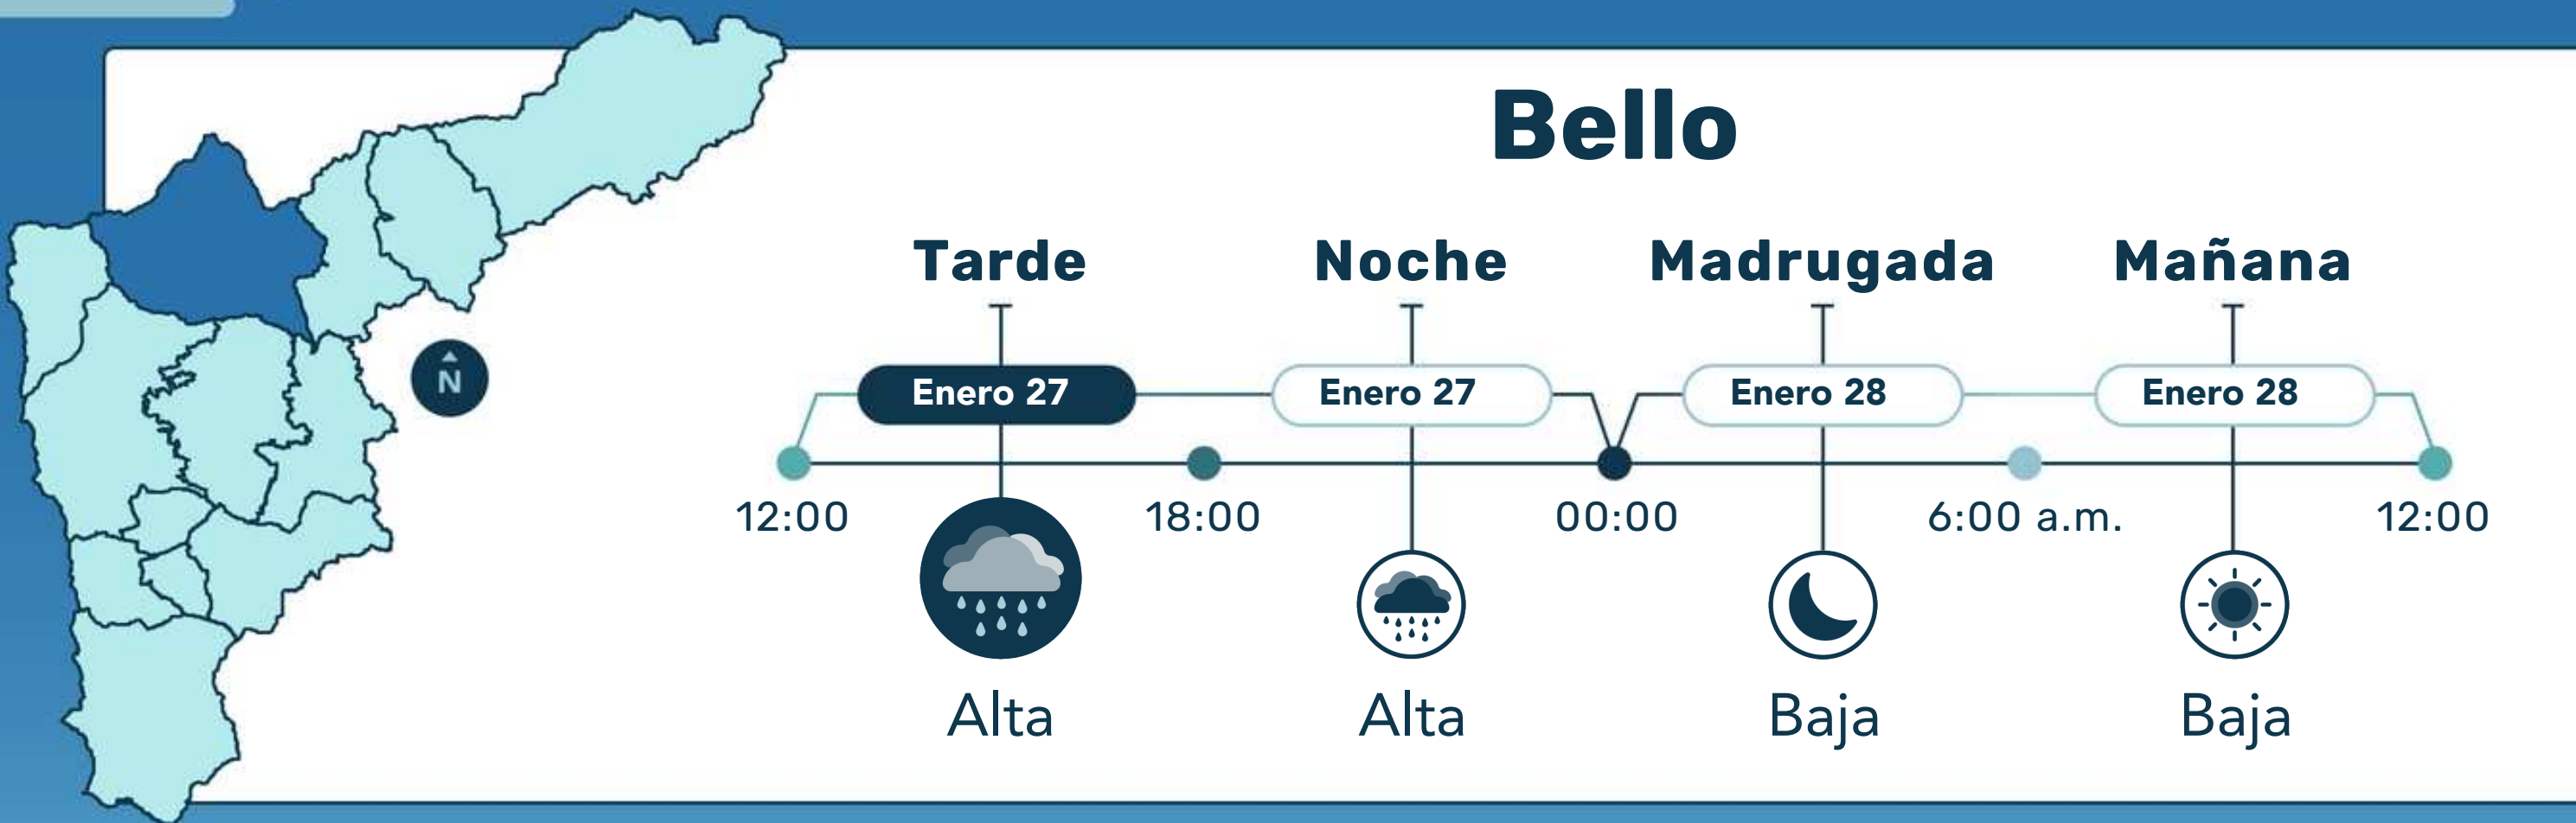 Bello
Tarde Noche Madrugada Mañana
Enero 27 Enero 27 Enero 28 Enero 28
N
12:00 18:00 00:00 6:00 a.m. 12:00
Alta Alta Baja Baja